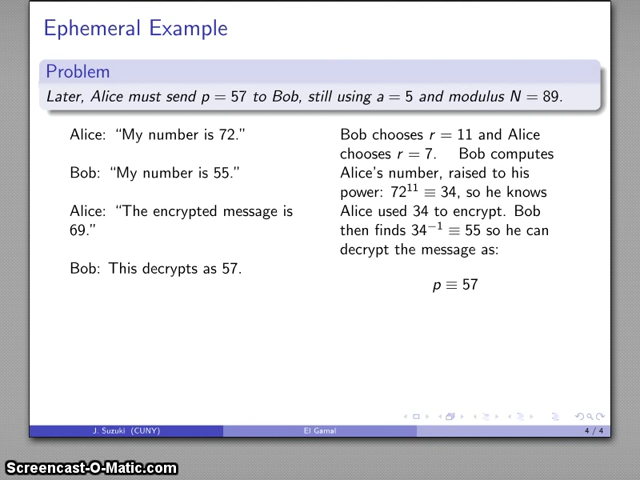 Ephemeral Example
Problem
Later, Alice must send p = 57 to Bob, still using a = 5 and modulus N = 89.
Alice: “My number is 72.”
Bob: “My number is 55.”
Alice: “The encrypted message is
69.”
Bob: This decrypts as 57.
Bob chooses r = 11 and Alice
chooses r = 7. Bob computes
Alice's number, raised to his
power: 72¹¹ ≡ 34, so he knows
Alice used 34 to encrypt. Bob
then finds 34⁻¹ ≡ 55 so he can
decrypt the message as:
p ≡ 57
J. Suzuki (CUNY)
El Gamal
4 / 4
Screencast-O-Matic.com